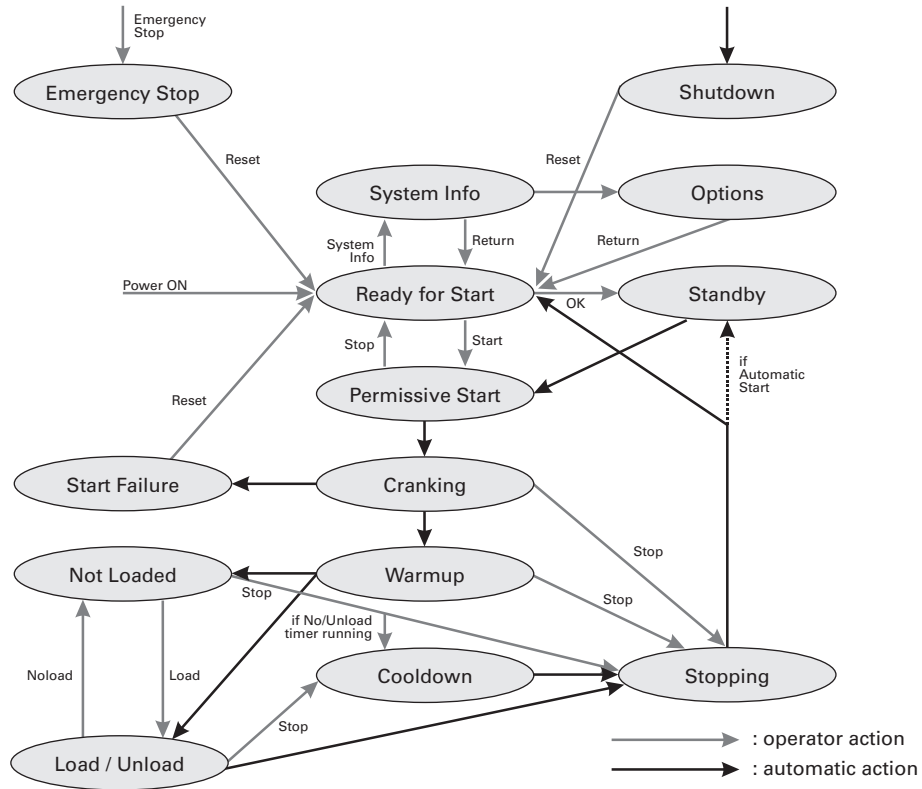 Emergency
Stop
Emergency Stop
Shutdown
Reset
Reset
System Info
Options
System
Info
Return
Return
Power ON
Ready for Start
OK
Standby
Stop
Start
if
Automatic
Start
Permissive Start
Reset
Start Failure
Cranking
Stop
Not Loaded
Warmup
Stop
Stop
if No/Unload
timer running
Noload
Load
Cooldown
Stopping
Stop
Load / Unload
: operator action
: automatic action